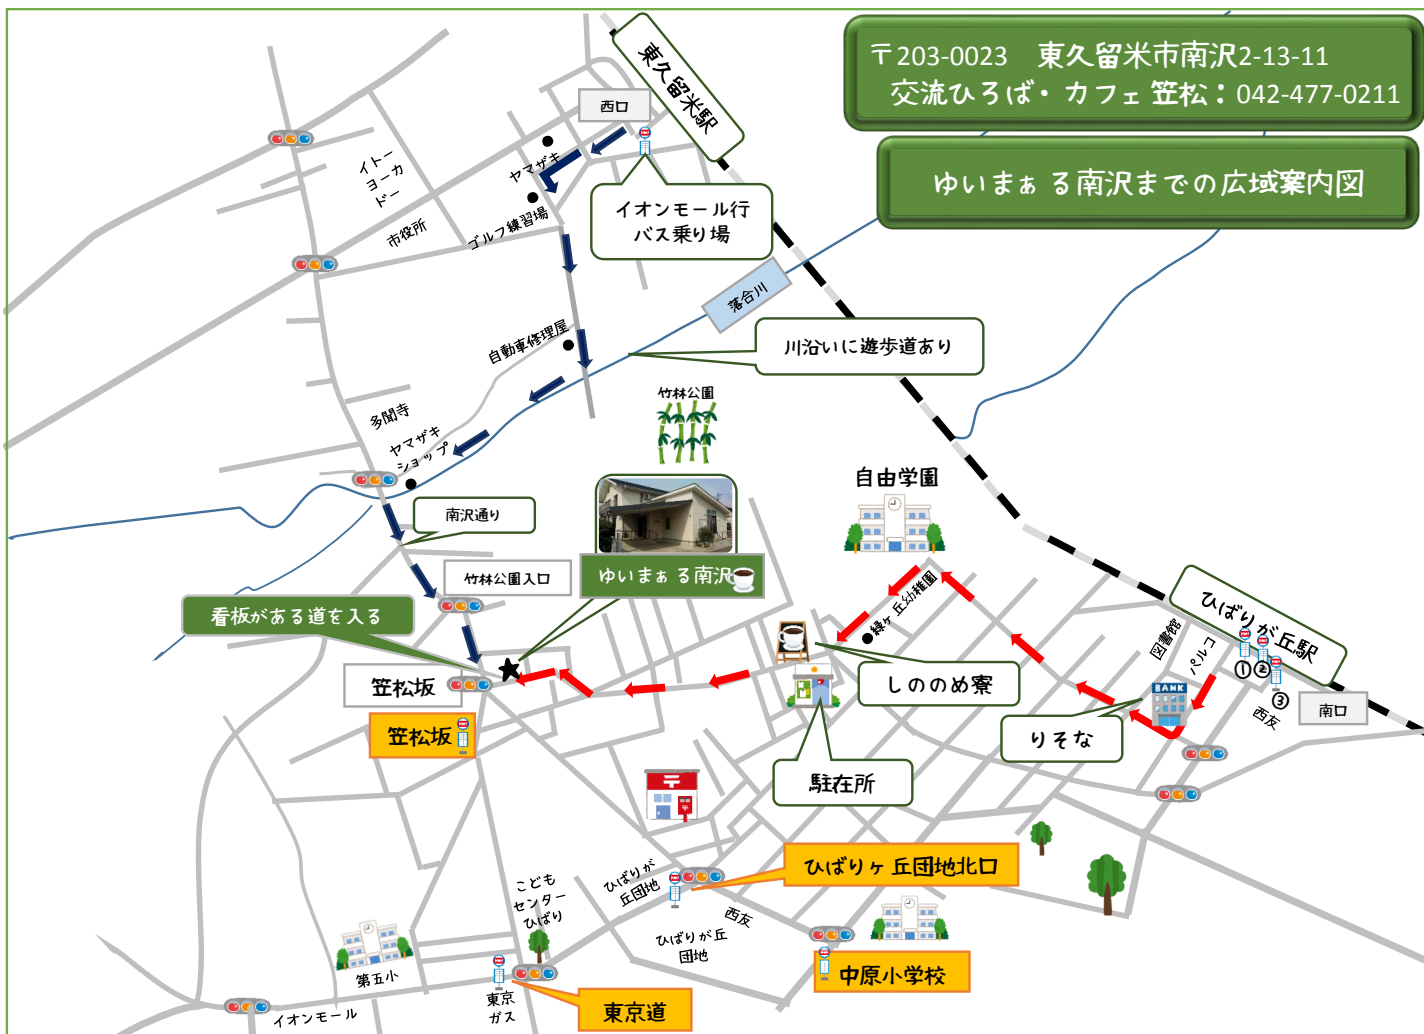 〒203-0023　東久留米市南沢2-13-11
交流ひろば・カフェ 笠松：042-477-0211
ゆいまぁる南沢までの広域案内図
東久留米駅
西口
ヤマザキ
イオンモール行
バス乗り場
イトー
ヨーカ
ドー
市役所
ゴルフ練習場
落合川
自動車修理屋
川沿いに遊歩道あり
竹林公園
多聞寺
ヤマザキ
ショップ
自由学園
南沢通り
竹林公園入口
ゆいまぁる南沢
看板がある道を入る
緑ヶ丘幼稚園
ひばりが丘駅
図書館
パルコ
①
②
③
西友
南口
笠松坂
しののめ寮
BANK
りそな
笠松坂
駐在所
〒
ひばりヶ丘団地北口
こども
センター
ひばり
ひばりが
丘団地
西友
ひばりが丘
団地
中原小学校
第五小
東京
ガス
東京道
イオンモール